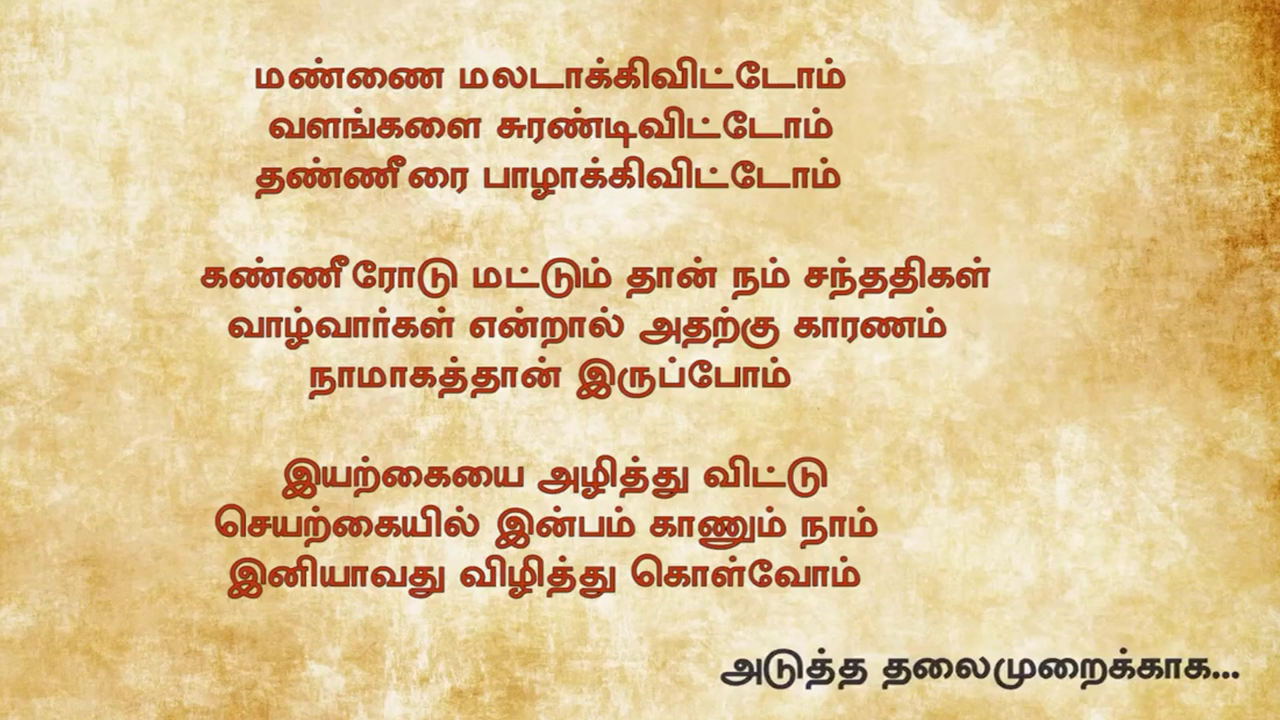 மண்ணை மலடாக்கிவிட்டோம்
வளங்களை சுரண்டிவிட்டோம்
தண்ணீரை பாழாக்கிவிட்டோம்
கண்ணீரோடு மட்டும் தான் நம் சந்ததிகள்
வாழ்வார்கள் என்றால் அதற்கு காரணம்
நாமாகத்தான் இருப்போம்
இயற்கையை அழித்து விட்டு
செயற்கையில் இன்பம் காணும் நாம்
இனியாவது விழித்து கொள்வோம்
அடுத்த தலைமுறைக்காக...